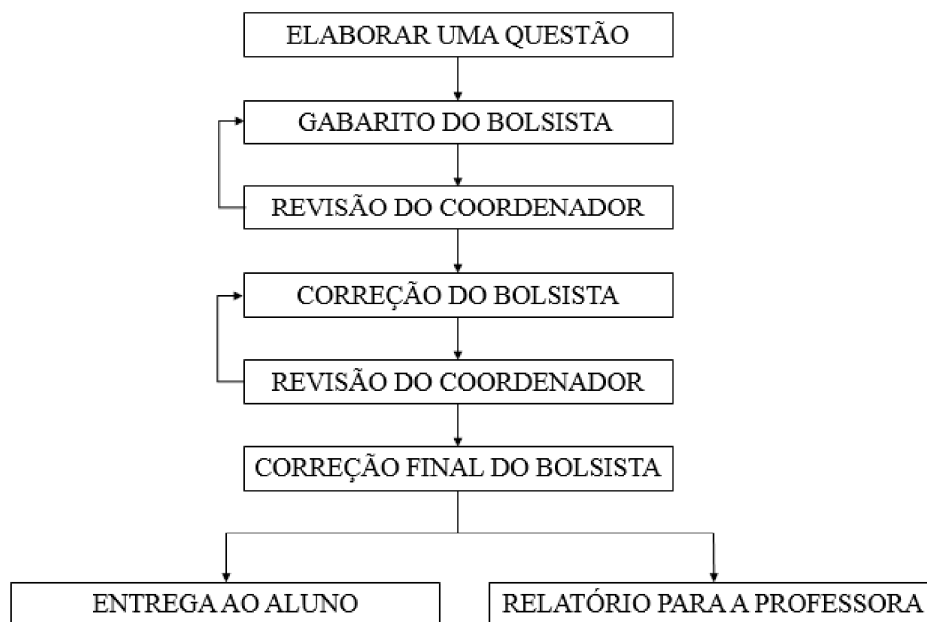 ELABORAR UMA QUESTÃO
GABARITO DO BOLSISTA
REVISÃO DO COORDENADOR
CORREÇÃO DO BOLSISTA
REVISÃO DO COORDENADOR
CORREÇÃO FINAL DO BOLSISTA
ENTREGA AO ALUNO
RELATÓRIO PARA A PROFESSORA